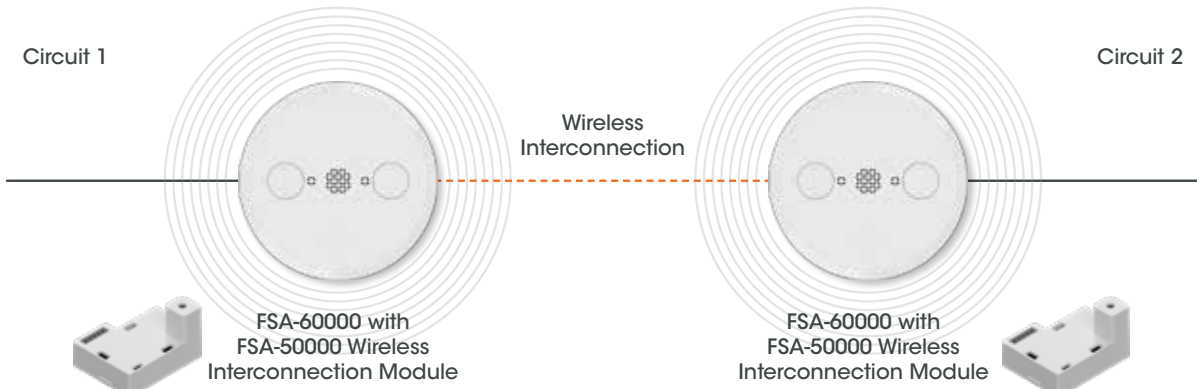 Circuit 1
Circuit 2
Wireless
Interconnection
FSA-60000 with
FSA-50000 Wireless
Interconnection Module
FSA-60000 with
FSA-50000 Wireless
Interconnection Module